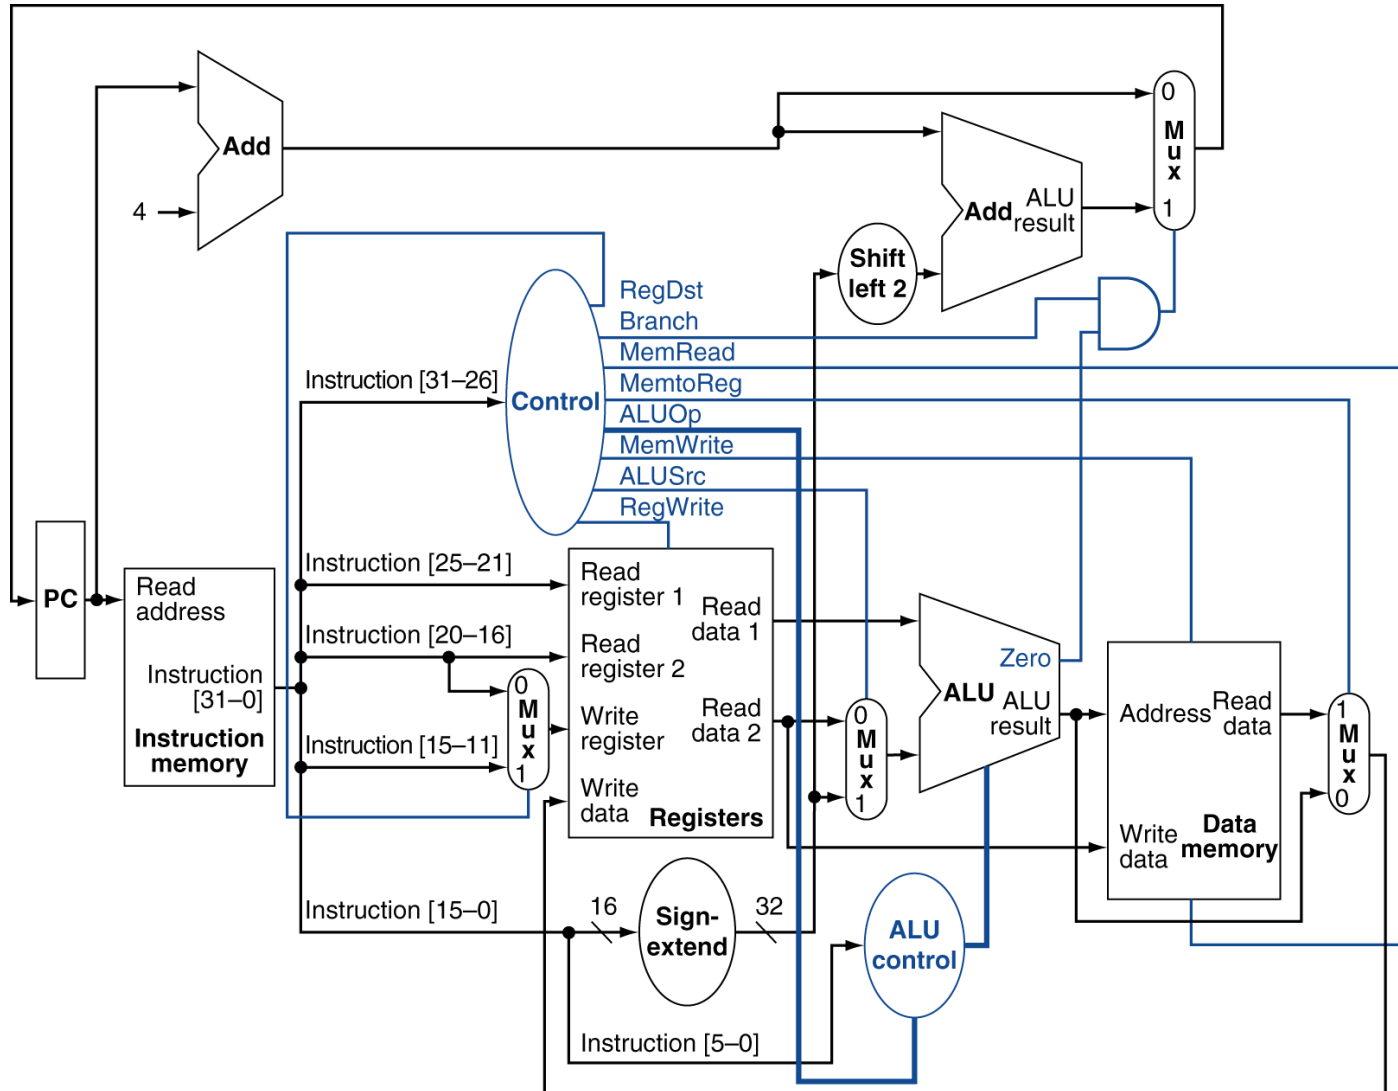 0
M
u
x
1
Add
4
Add
ALU
result
Shift
left 2
RegDst
Branch
MemRead
MemtoReg
ALUOp
MemWrite
ALUSrc
RegWrite
Instruction [31–26]
Control
PC
Read
address
Instruction
[31–0]
Instruction
memory
Instruction [25–21]
Instruction [20–16]
Instruction [15–11]
0
M
u
x
1
Read
register 1
Read
register 2
Write
register
Write
data
Read
data 1
Read
data 2
Registers
0
M
u
x
1
Zero
ALU
ALU
result
Address
Read
data
Write
data
Data
memory
1
M
u
x
0
Instruction [15–0]
16
Sign-
extend
32
ALU
control
Instruction [5–0]